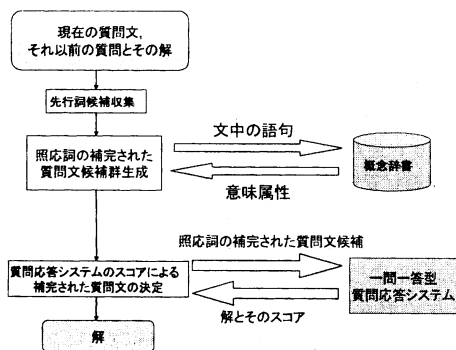 現在の質問文,
それ以前の質問とその解
先行詞候補収集
照応詞の補完された
質問文候補群生成
文中の語句
意味属性
概念辞書
照応詞の補完された質問文候補
質問応答システムのスコアによる
補完された質問文の決定
一問一答型
質問応答システム
解とそのスコア
解